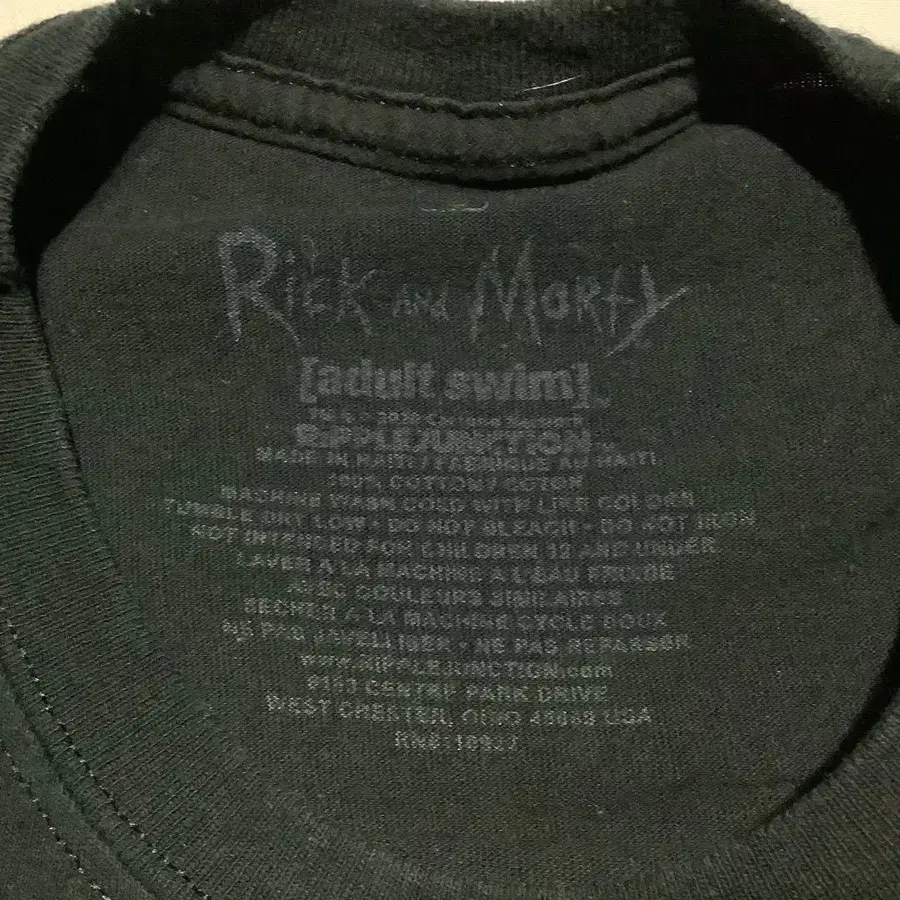 Rick AND Morty
[adult swim]
RIPPLE JUNCTION
MADE IN HAITI / FABRIQUE AU HAITI
100% COTTON / COTON
MACHINE WASH COLD WITH LIKE COLORS
TUMBLE DRY LOW • DO NOT BLEACH • DO NOT IRON
NOT INTENDED FOR CHILDREN 12 AND UNDER
LAVER A LA MACHINE A L'EAU FROIDE
AVEC COULEURS SIMILAIRES
SECHER A LA MACHINE CYCLE DOUX
NE PAS JAVELLISER • NE PAS REPASSER
www.RIPPLEJUNCTION.com
CENTRE PARK DRIVE
WEST CHESTER, OHIO USA